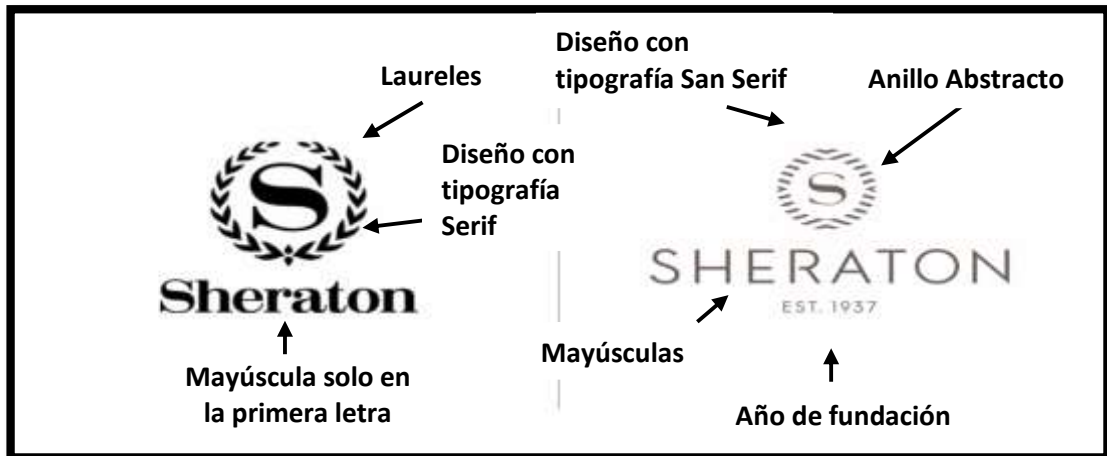 Laureles
Diseño con
tipografía
Serif
S
Sheraton
Mayúscula solo en
la primera letra
Diseño con
tipografía San Serif
Anillo Abstracto
S
SHERATON
EST. 1937
Mayúsculas
Año de fundación